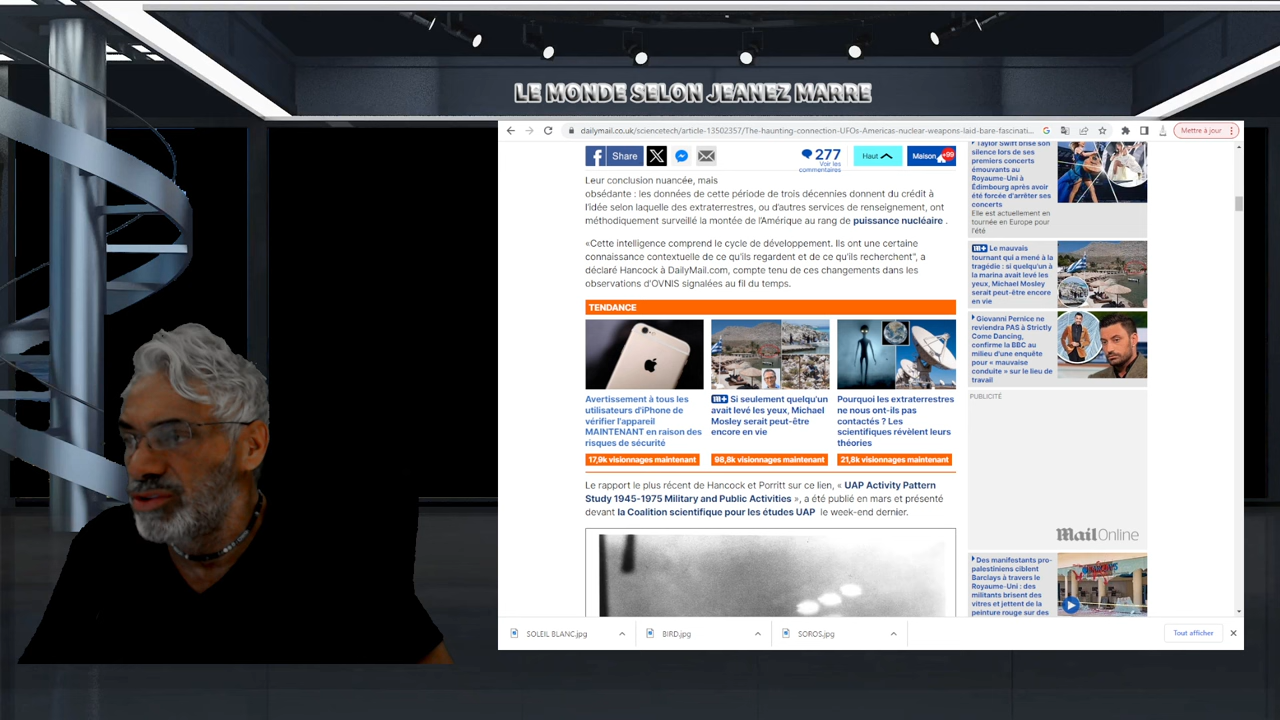 LE MONDE SELON JEANEZ MARRE
dailymail.co.uk/sciencetech/article-13502357/The-haunting-connection-UFOs-Americas-nuclear-weapons-laid-bare-fascinati...
Mettre à jour
Share
277
Voir les
commentaires
Haut
Maison
+99
Leur conclusion nuancée, mais
obsédante : les données de cette période de trois décennies donnent du crédit à
l'idée selon laquelle des extraterrestres, ou d'autres services de renseignement, ont
méthodiquement surveillé la montée de l'Amérique au rang de puissance nucléaire .
«Cette intelligence comprend le cycle de développement. Ils ont une certaine
connaissance contextuelle de ce qu'ils regardent et de ce qu'ils recherchent", a
déclaré Hancock à DailyMail.com, compte tenu de ces changements dans les
observations d'OVNIS signalées au fil du temps.
TENDANCE
Avertissement à tous les
utilisateurs d'iPhone de
vérifier l'appareil
MAINTENANT en raison des
risques de sécurité
17,9k visionnages maintenant
m+ Si seulement quelqu'un
avait levé les yeux, Michael
Mosley serait peut-être
encore en vie
98,8k visionnages maintenant
Pourquoi les extraterrestres
ne nous ont-ils pas
contactés ? Les
scientifiques révèlent leurs
théories
21,8k visionnages maintenant
Le rapport le plus récent de Hancock et Porritt sur ce lien, « UAP Activity Pattern
Study 1945-1975 Military and Public Activities », a été publié en mars et présenté
devant la Coalition scientifique pour les études UAP le week-end dernier.
Taylor Swift brise son
silence lors de ses
premiers concerts
émouvants au
Royaume-Uni à
Édimbourg après avoir
été forcée d'arrêter ses
concerts
Elle est actuellement en
tournée en Europe pour
l'été
m+ Le mauvais
tournant qui a mené à la
tragédie : si quelqu'un à
la marina avait levé les
yeux, Michael Mosley
serait peut-être encore
en vie
Giovanni Pernice ne
reviendra PAS à Strictly
Come Dancing,
confirme la BBC au
milieu d'une enquête
pour « mauvaise
conduite » sur le lieu de
travail
PUBLICITÉ
MailOnline
Des manifestants pro-
palestiniens ciblent
Barclays à travers le
Royaume-Uni : des
militants brisent des
vitres et jettent de la
peinture rouge sur des
SOLEIL BLANC.jpg
BIRD.jpg
SOROS.jpg
Tout afficher